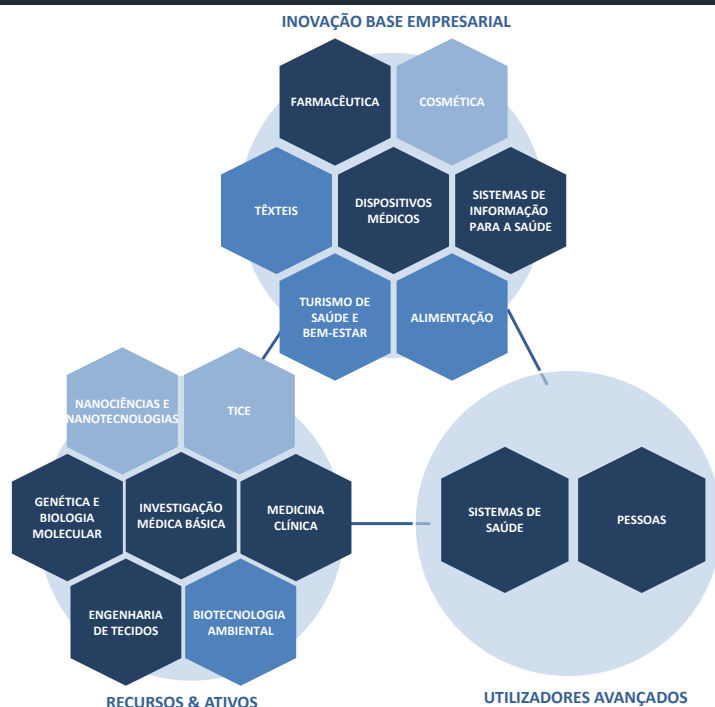 INOVAÇÃO BASE EMPRESARIAL
FARMACÊUTICA
COSMÉTICA
TÊXTEIS
DISPOSITIVOS
MÉDICOS
SISTEMAS DE
INFORMAÇÃO
PARA A SAÚDE
TURISMO DE
SAÚDE E
BEM-ESTAR
ALIMENTAÇÃO
NANOCIÊNCIAS E
NANOTECNOLOGIAS
TICE
GENÉTICA E
BIOLOGIA
MOLECULAR
INVESTIGAÇÃO
MÉDICA BÁSICA
MEDICINA
CLÍNICA
ENGENHARIA
DE TECIDOS
BIOTECNOLOGIA
AMBIENTAL
RECURSOS & ATIVOS
SISTEMAS DE
SAÚDE
PESSOAS
UTILIZADORES AVANÇADOS